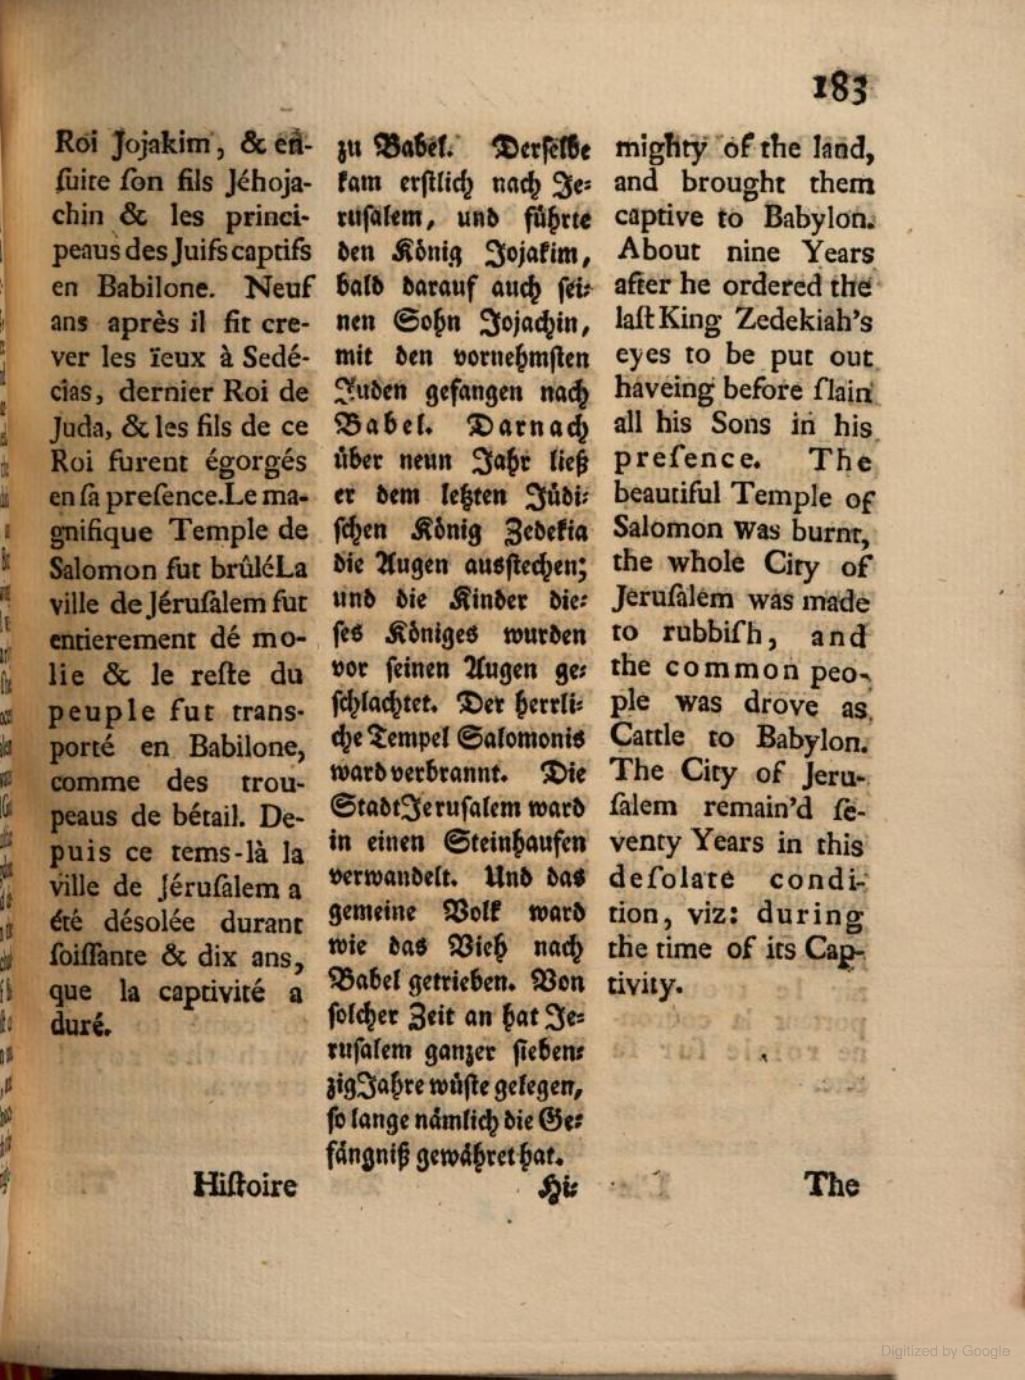 183
Roi Jojakim, & en-
ſuite ſon fils Jéhoja-
chin & les princi-
peaus des Juifs captifs
en Babilone. Neuf
ans après il fit cre-
ver les ïeux à Sedé-
cias, dernier Roi de
Juda, & les fils de ce
Roi furent égorgés
en ſa preſence. Le ma-
gnifique Temple de
Salomon fut brûlé La
ville de Jéruſalem fut
entierement dé mo-
lie & le reſte du
peuple fut trans-
porté en Babilone,
comme des trou-
peaus de bétail. De-
puis ce tems-là la
ville de Jéruſalem a
été déſolée durant
ſoiſſante & dix ans,
que la captivité a
duré.
Hiſtoire
zu Babel. Derſelbe
kam erſtlich nach Je-
ruſalem, und führte
den König Jojakim,
bald darauf auch ſei-
nen Sohn Jojachin,
mit den vornehmſten
Juden gefangen nach
Babel. Darnach
über neun Jahr ließ
er dem letzten Jüdi-
ſchen König Zedekia
die Augen ausſtechen;
und die Kinder die-
ſes Königes wurden
vor ſeinen Augen ge-
ſchlachtet. Der herrli-
che Tempel Salomonis
ward verbrannt. Die
Stadt Jeruſalem ward
in einen Steinhaufen
verwandelt. Und das
gemeine Volk ward
wie das Vieh nach
Babel getrieben. Von
ſolcher Zeit an hat Je-
ruſalem ganzer ſieben-
zig Jahre wüſte gelegen,
ſo lange nämlich die Ge-
fängniß gewähret hat.
Hi-
mighty of the land,
and brought them
captive to Babylon.
About nine Years
after he ordered the
laſt King Zedekiah's
eyes to be put out
haveing before ſlain
all his Sons in his
preſence. The
beautiful Temple of
Salomon was burnt,
the whole City of
Jeruſalem was made
to rubbiſh, and
the common peo-
ple was drove as
Cattle to Babylon.
The City of Jeru-
ſalem remain'd ſe-
venty Years in this
deſolate condi-
tion, viz: during
the time of its Cap-
tivity.
The
Digitized by Google